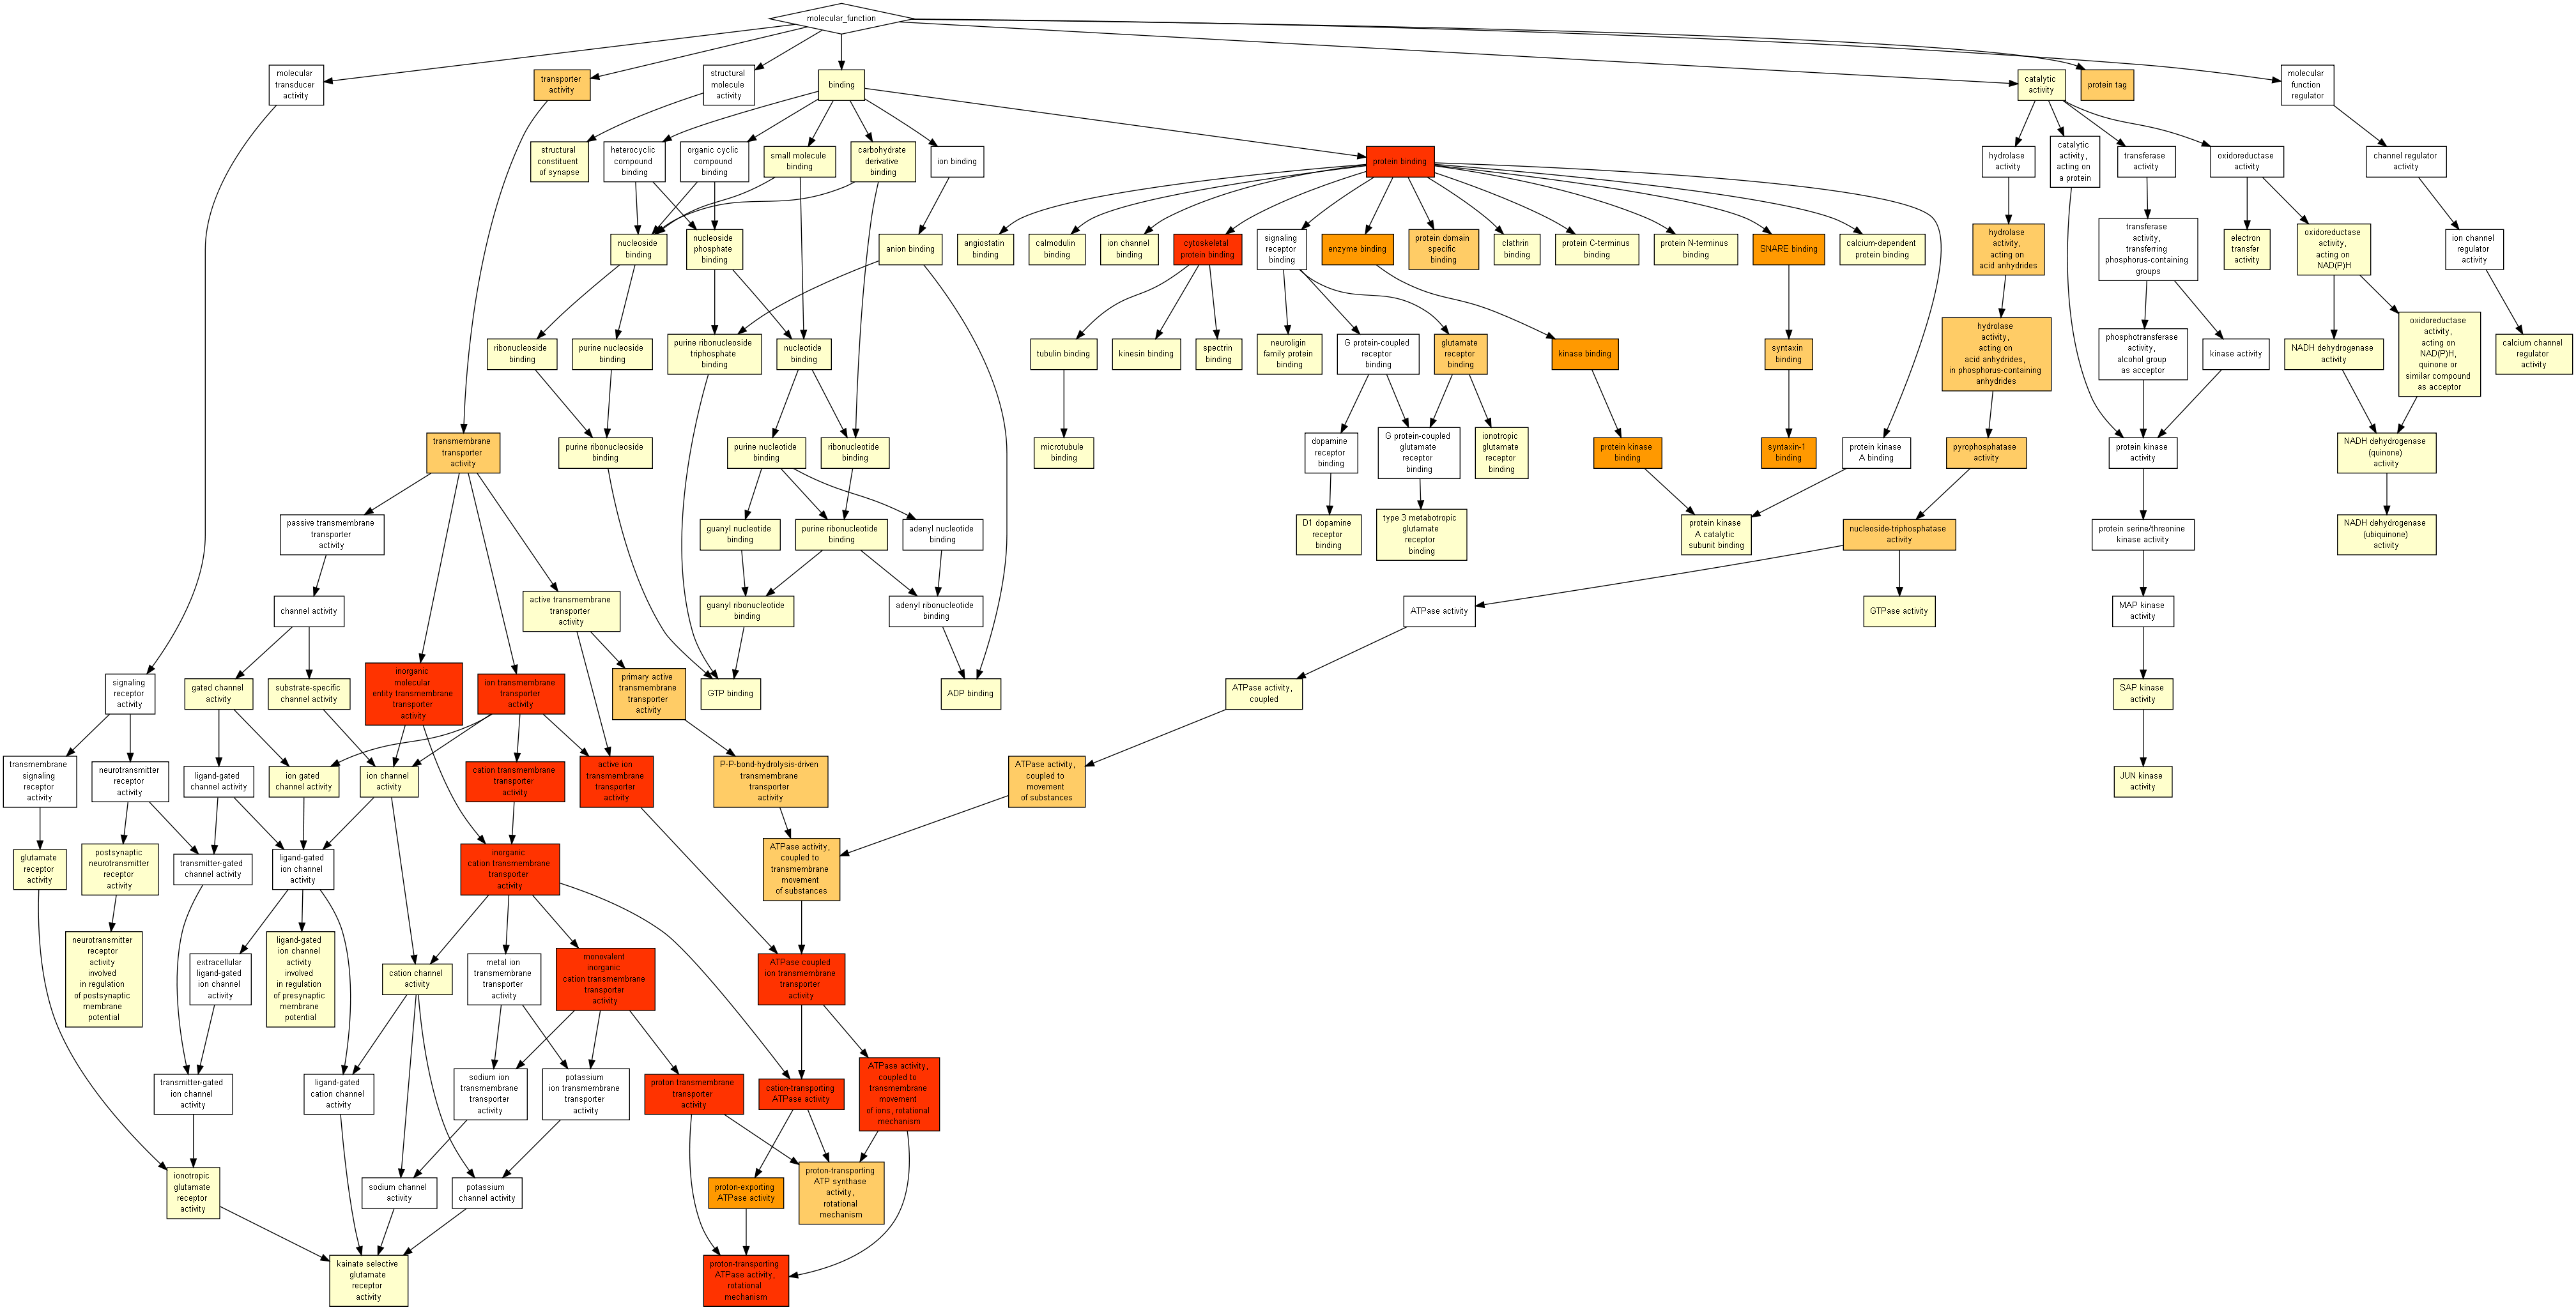 molecular_function
molecular
transducer
activity
transporter
activity
structural
molecule
activity
binding
catalytic
activity
protein tag
molecular
function
regulator
structural
constituent
of synapse
heterocyclic
compound
binding
organic cyclic
compound
binding
small molecule
binding
carbohydrate
derivative
binding
ion binding
protein binding
hydrolase
activity
catalytic
activity,
acting on
a protein
transferase
activity
oxidoreductase
activity
channel regulator
activity
nucleoside
binding
nucleoside
phosphate
binding
anion binding
angiostatin
binding
calmodulin
binding
ion channel
binding
cytoskeletal
protein binding
signaling
receptor
binding
enzyme binding
protein domain
specific
binding
clathrin
binding
protein C-terminus
binding
protein N-terminus
binding
SNARE binding
calcium-dependent
protein binding
hydrolase
activity,
acting on
acid anhydrides
transferase
activity,
transferring
phosphorus-containing
groups
electron
transfer
activity
oxidoreductase
activity,
acting on
NAD(P)H
ion channel
regulator
activity
ribonucleoside
binding
purine nucleoside
binding
purine ribonucleoside
triphosphate
binding
nucleotide
binding
tubulin binding
kinesin binding
spectrin
binding
neuroligin
family protein
binding
G protein-coupled
receptor
binding
glutamate
receptor
binding
kinase binding
syntaxin
binding
hydrolase
activity,
acting on
acid anhydrides,
in phosphorus-containing
anhydrides
phosphotransferase
activity,
alcohol group
as acceptor
kinase activity
NADH dehydrogenase
activity
oxidoreductase
activity,
acting on
NAD(P)H,
quinone or
similar compound
as acceptor
calcium channel
regulator
activity
transmembrane
transporter
activity
purine ribonucleoside
binding
purine nucleotide
binding
ribonucleotide
binding
microtubule
binding
dopamine
receptor
binding
G protein-coupled
glutamate
receptor
binding
ionotropic
glutamate
receptor
binding
protein kinase
binding
syntaxin-1
binding
protein kinase
A binding
pyrophosphatase
activity
protein kinase
activity
NADH dehydrogenase
(quinone)
activity
passive transmembrane
transporter
activity
guanyl nucleotide
binding
purine ribonucleotide
binding
adenyl nucleotide
binding
D1 dopamine
receptor
binding
type 3 metabotropic
glutamate
receptor
binding
protein kinase
A catalytic
subunit binding
nucleoside-triphosphatase
activity
protein serine/threonine
kinase activity
NADH dehydrogenase
(ubiquinone)
activity
channel activity
active transmembrane
transporter
activity
guanyl ribonucleotide
binding
adenyl ribonucleotide
binding
ATPase activity
GTPase activity
MAP kinase
activity
signaling
receptor
activity
gated channel
activity
substrate-specific
channel activity
inorganic
molecular
entity transmembrane
transporter
activity
ion transmembrane
transporter
activity
primary active
transmembrane
transporter
activity
GTP binding
ADP binding
ATPase activity,
coupled
SAP kinase
activity
transmembrane
signaling
receptor
activity
neurotransmitter
receptor
activity
ligand-gated
channel activity
ion gated
channel activity
ion channel
activity
cation transmembrane
transporter
activity
active ion
transmembrane
transporter
activity
P-P-bond-hydrolysis-driven
transmembrane
transporter
activity
ATPase activity,
coupled to
movement
of substances
JUN kinase
activity
glutamate
receptor
activity
postsynaptic
neurotransmitter
receptor
activity
transmitter-gated
channel activity
ligand-gated
ion channel
activity
inorganic
cation transmembrane
transporter
activity
ATPase activity,
coupled to
transmembrane
movement
of substances
neurotransmitter
receptor
activity
involved
in regulation
of postsynaptic
membrane
potential
extracellular
ligand-gated
ion channel
activity
ligand-gated
ion channel
activity
involved
in regulation
of presynaptic
membrane
potential
cation channel
activity
metal ion
transmembrane
transporter
activity
monovalent
inorganic
cation transmembrane
transporter
activity
ATPase coupled
ion transmembrane
transporter
activity
transmitter-gated
ion channel
activity
ligand-gated
cation channel
activity
sodium ion
transmembrane
transporter
activity
potassium
ion transmembrane
transporter
activity
proton transmembrane
transporter
activity
cation-transporting
ATPase activity
ATPase activity,
coupled to
transmembrane
movement
of ions, rotational
mechanism
ionotropic
glutamate
receptor
activity
sodium channel
activity
potassium
channel activity
proton-exporting
ATPase activity
proton-transporting
ATP synthase
activity,
rotational
mechanism
kainate selective
glutamate
receptor
activity
proton-transporting
ATPase activity,
rotational
mechanism